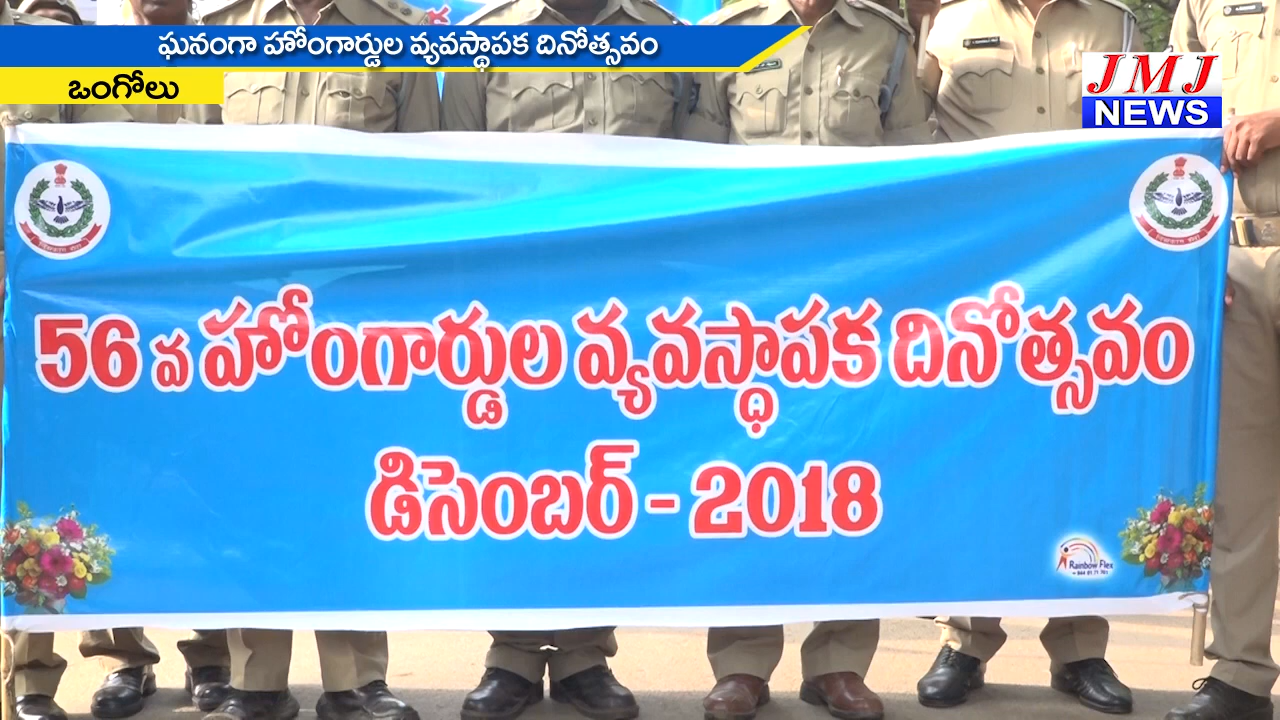 ఘనంగా హోంగార్డుల వ్యవస్థాపక దినోత్సవం
ఒంగోలు
JMJ
NEWS
56 వ హోంగార్డుల వ్యవస్థాపక దినోత్సవం
డిసెంబర్ - 2018
Rainbow Flex